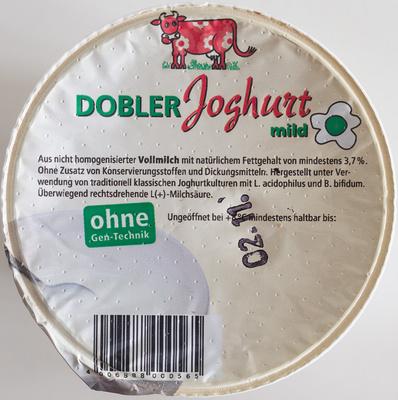 DOBLER Joghurt
mild
Aus nicht homogenisierter Vollmilch mit natürlichem Fettgehalt von mindestens 3,7%.
Ohne Zusatz von Konservierungsstoffen und Dickungsmitteln. Hergestellt unter Ver-
wendung von traditionell klassischen Joghurtkulturen mit L. acidophilus und B. bifidum.
Überwiegend rechtsdrehende L(+)-Milchsäure.
ohne
Gen-Technik
Ungeöffnet bei mindestens haltbar bis:
02.11.